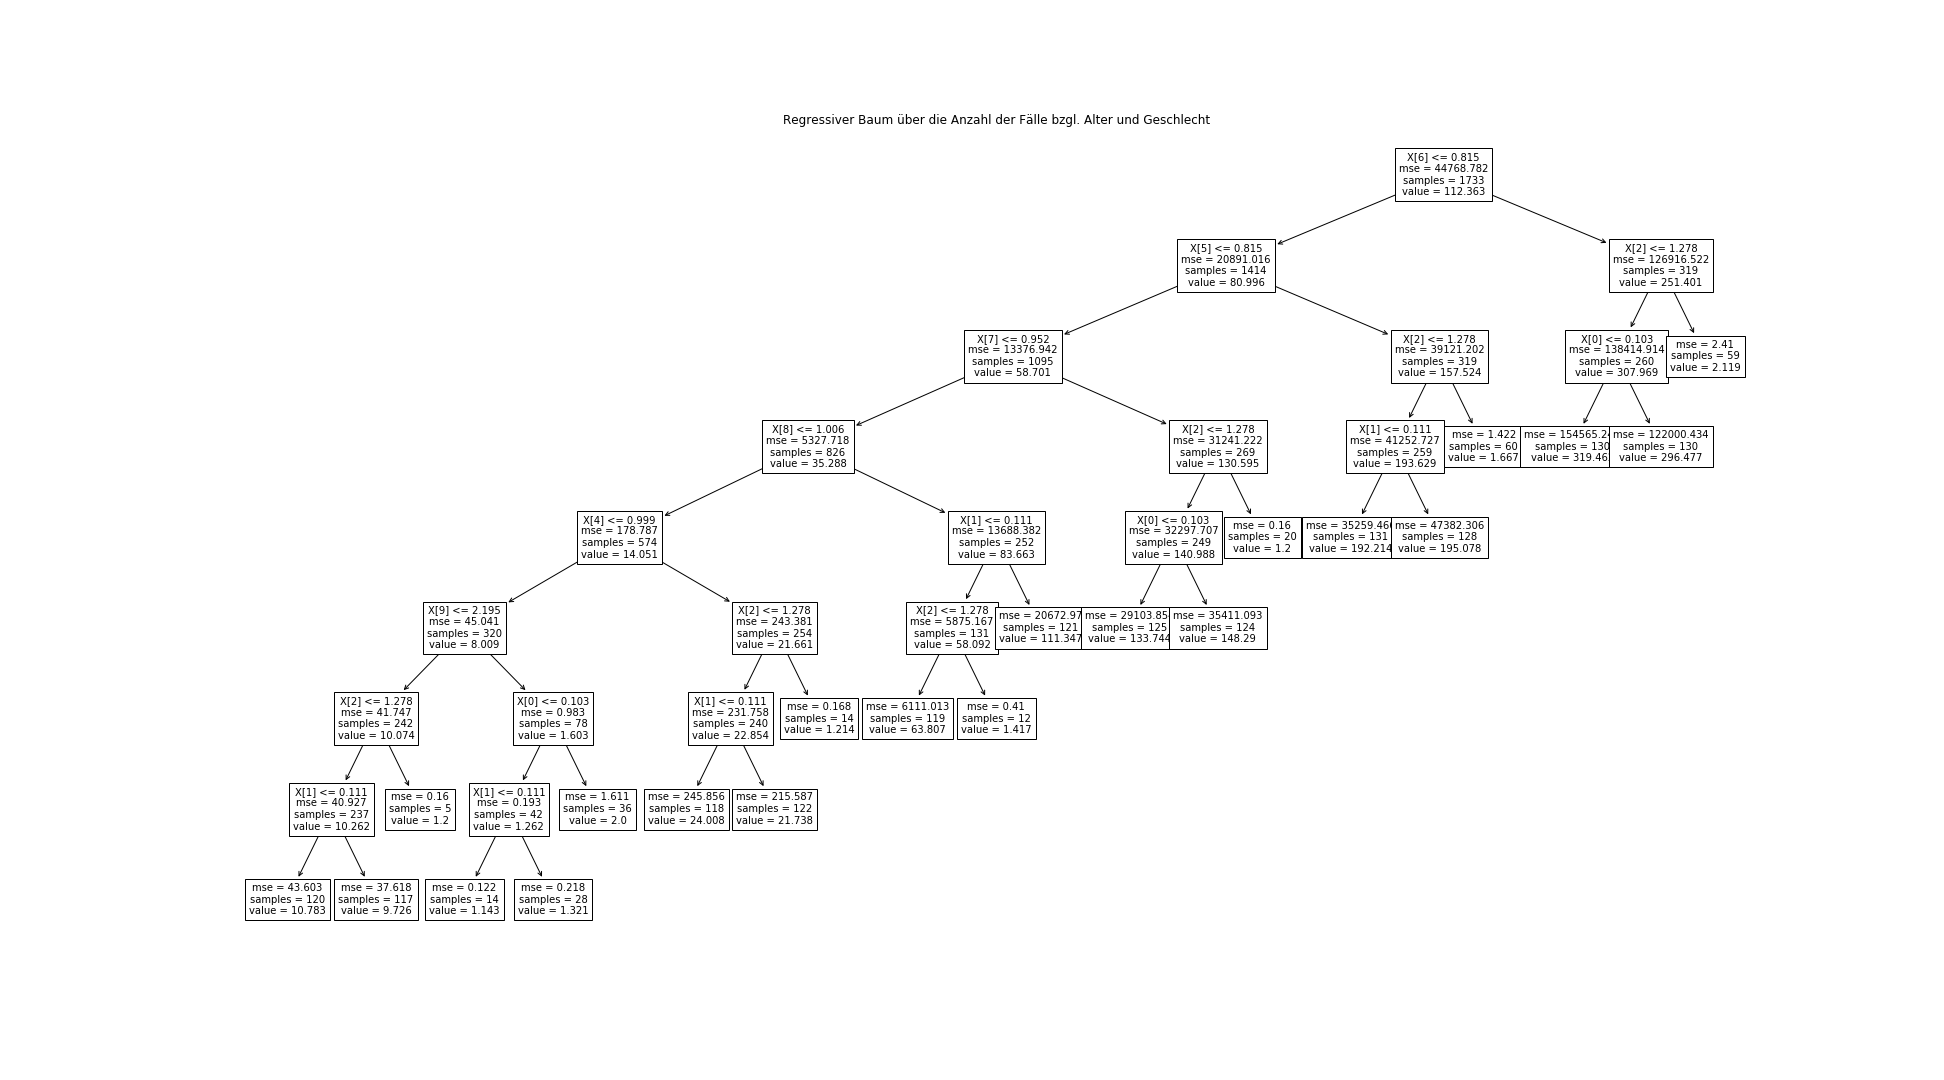 Regressiver Baum über die Anzahl der Fälle bzgl. Alter und Geschlecht
X[6] <= 0.815
mse = 44768.782
samples = 1733
value = 112.363
X[5] <= 0.815
mse = 20891.016
samples = 1414
value = 80.996
X[2] <= 1.278
mse = 126916.522
samples = 319
value = 251.401
X[7] <= 0.952
mse = 13376.942
samples = 1095
value = 58.701
X[2] <= 1.278
mse = 39121.202
samples = 319
value = 157.524
X[0] <= 0.103
mse = 138414.914
samples = 260
value = 307.969
mse = 2.41
samples = 59
value = 2.119
X[8] <= 1.006
mse = 5327.718
samples = 826
value = 35.288
X[2] <= 1.278
mse = 31241.222
samples = 269
value = 130.595
X[1] <= 0.111
mse = 41252.727
samples = 259
value = 193.629
mse = 1.422
samples = 60
value = 1.667
mse =
samples = 130
value = 319.46
mse = 122000.434
samples = 130
value = 296.477
X[4] <= 0.999
mse = 178.787
samples = 574
value = 14.051
X[1] <= 0.111
mse = 13688.382
samples = 252
value = 83.663
X[0] <= 0.103
mse = 32297.707
samples = 249
value = 140.988
mse = 0.16
samples = 20
value = 1.2
mse =
samples = 131
value = 192.214
mse = 47382.306
samples = 128
value = 195.078
X[9] <= 2.195
mse = 45.041
samples = 320
value = 8.009
X[2] <= 1.278
mse = 243.381
samples = 254
value = 21.661
X[2] <= 1.278
mse = 5875.167
samples = 131
value = 58.092
mse = 20672.97
samples = 121
value = 111.347
mse = 29103.85
samples = 125
value = 133.744
mse = 35411.093
samples = 124
value = 148.29
X[2] <= 1.278
mse = 41.747
samples = 242
value = 10.074
X[0] <= 0.103
mse = 0.983
samples = 78
value = 1.603
X[1] <= 0.111
mse = 231.758
samples = 240
value = 22.854
mse = 0.168
samples = 14
value = 1.214
mse = 6111.013
samples = 119
value = 63.807
mse = 0.41
samples = 12
value = 1.417
X[1] <= 0.111
mse = 40.927
samples = 237
value = 10.262
mse = 0.16
samples = 5
value = 1.2
X[1] <= 0.111
mse = 0.193
samples = 42
value = 1.262
mse = 1.611
samples = 36
value = 2.0
mse = 245.856
samples = 118
value = 24.008
mse = 215.587
samples = 122
value = 21.738
mse = 43.603
samples = 120
value = 10.783
mse = 37.618
samples = 117
value = 9.726
mse = 0.122
samples = 14
value = 1.143
mse = 0.218
samples = 28
value = 1.321